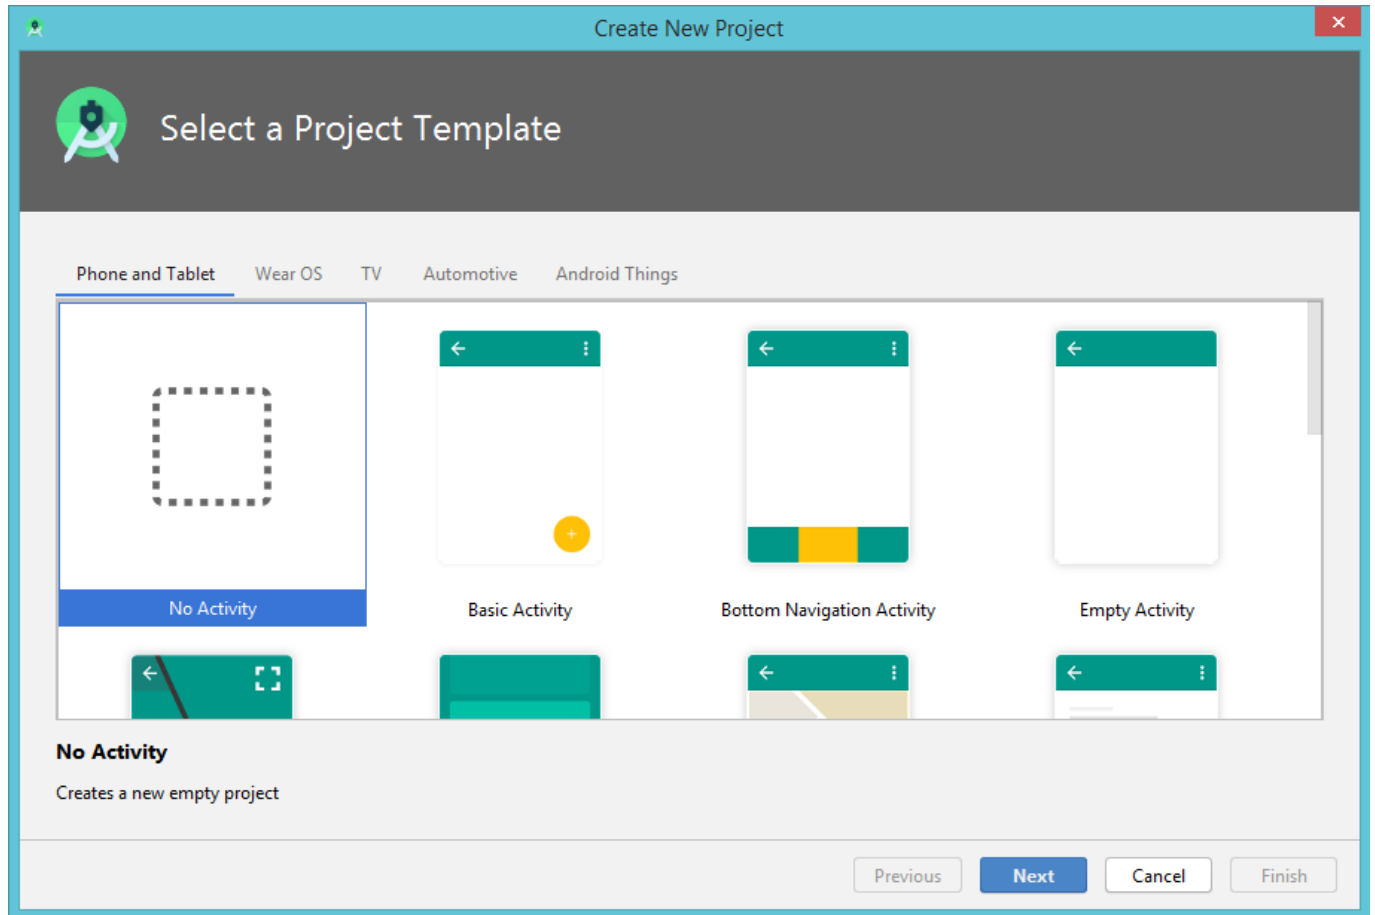 Create New Project
Select a Project Template
Phone and Tablet Wear OS TV Automotive Android Things
No Activity Basic Activity Bottom Navigation Activity Empty Activity
No Activity
Creates a new empty project
Previous Next Cancel Finish